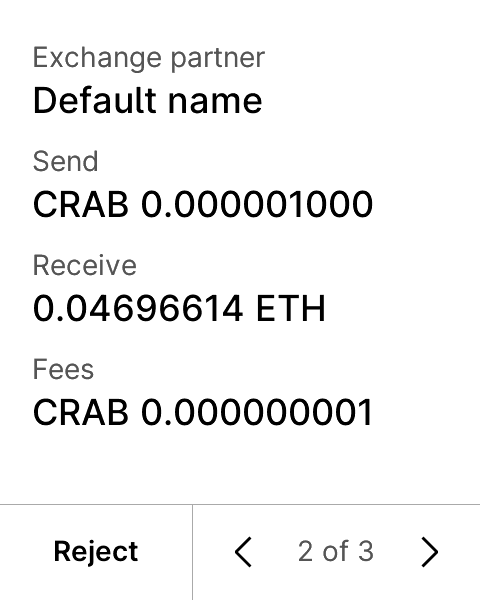 Exchange partner
Default name
Send
CRAB 0.000001000
Receive
0.04696614 ETH
Fees
CRAB 0.000000001
Reject
2 of 3